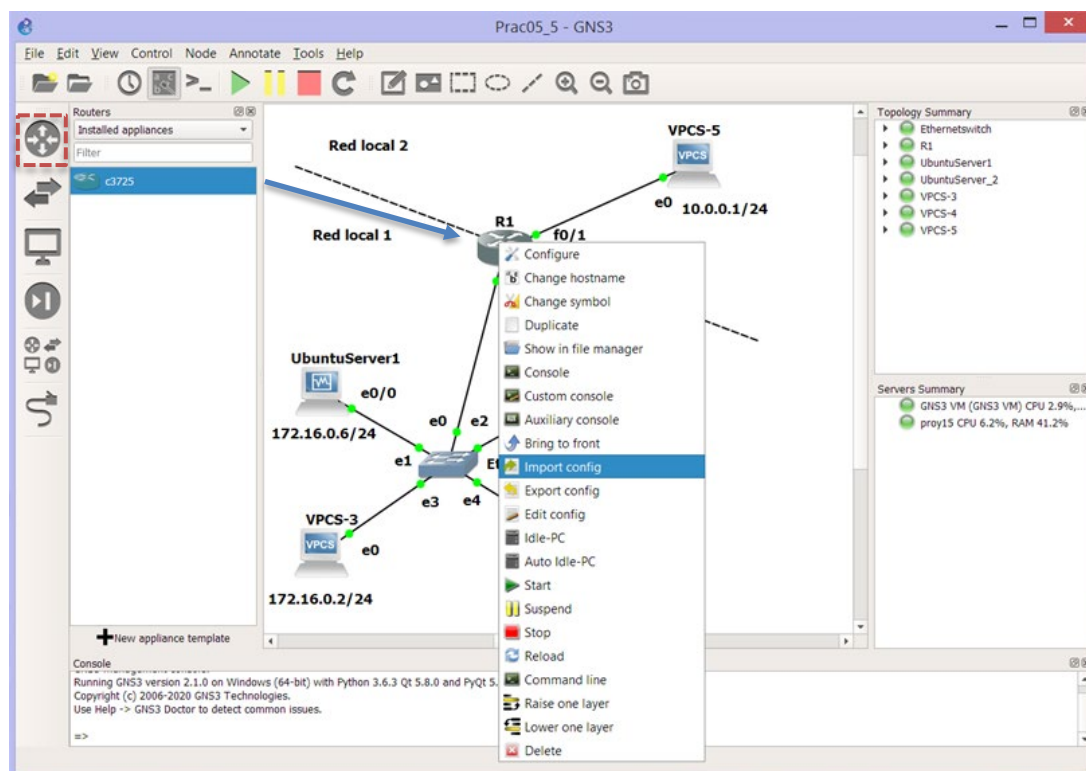 Prac05_5 - GNS3
File Edit View Control Node Annotate Tools Help
Routers
Installed appliances
Filter
c3725
New appliance template
Red local 2
Red local 1
VPCS-5
VPCS
e0
10.0.0.1/24
R1
f0/1
UbuntuServer1
VM
e0/0
172.16.0.6/24
e0 e2
e1
e3 e4
VPCS-3
VPCS
e0
172.16.0.2/24
Configure
Change hostname
Change symbol
Duplicate
Show in file manager
Console
Custom console
Auxiliary console
Bring to front
Import config
Export config
Edit config
Idle-PC
Auto Idle-PC
Start
Suspend
Stop
Reload
Command line
Raise one layer
Lower one layer
Delete
Topology Summary
Ethernetswitch
R1
UbuntuServer1
UbuntuServer_2
VPCS-3
VPCS-4
VPCS-5
Servers Summary
GNS3 VM (GNS3 VM) CPU 2.9%,...
proy15 CPU 6.2%, RAM 41.2%
Console
Running GNS3 version 2.1.0 on Windows (64-bit) with Python 3.6.3 Qt 5.8.0 and PyQt 5.
Copyright (c) 2006-2020 GNS3 Technologies.
Use Help -> GNS3 Doctor to detect common issues.
=>